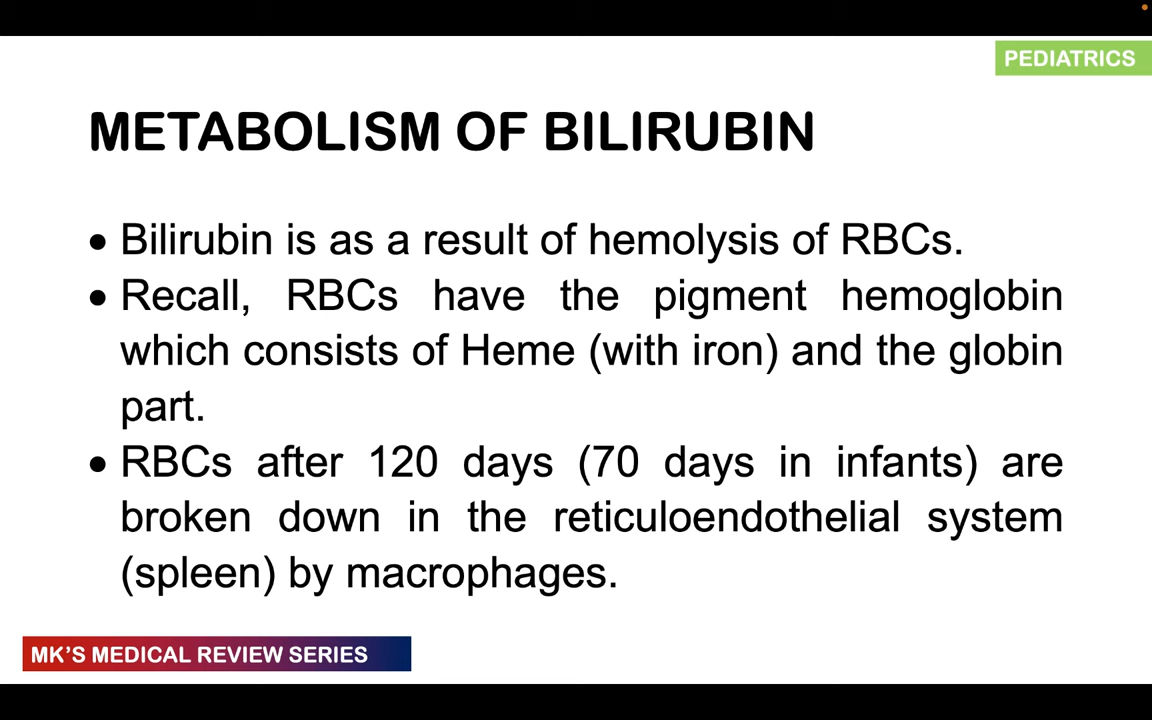 PEDIATRICS
METABOLISM OF BILIRUBIN
• Bilirubin is as a result of hemolysis of RBCs.
• Recall, RBCs have the pigment hemoglobin
which consists of Heme (with iron) and the globin
part.
• RBCs after 120 days (70 days in infants) are
broken down in the reticuloendothelial system
(spleen) by macrophages.
MK'S MEDICAL REVIEW SERIES